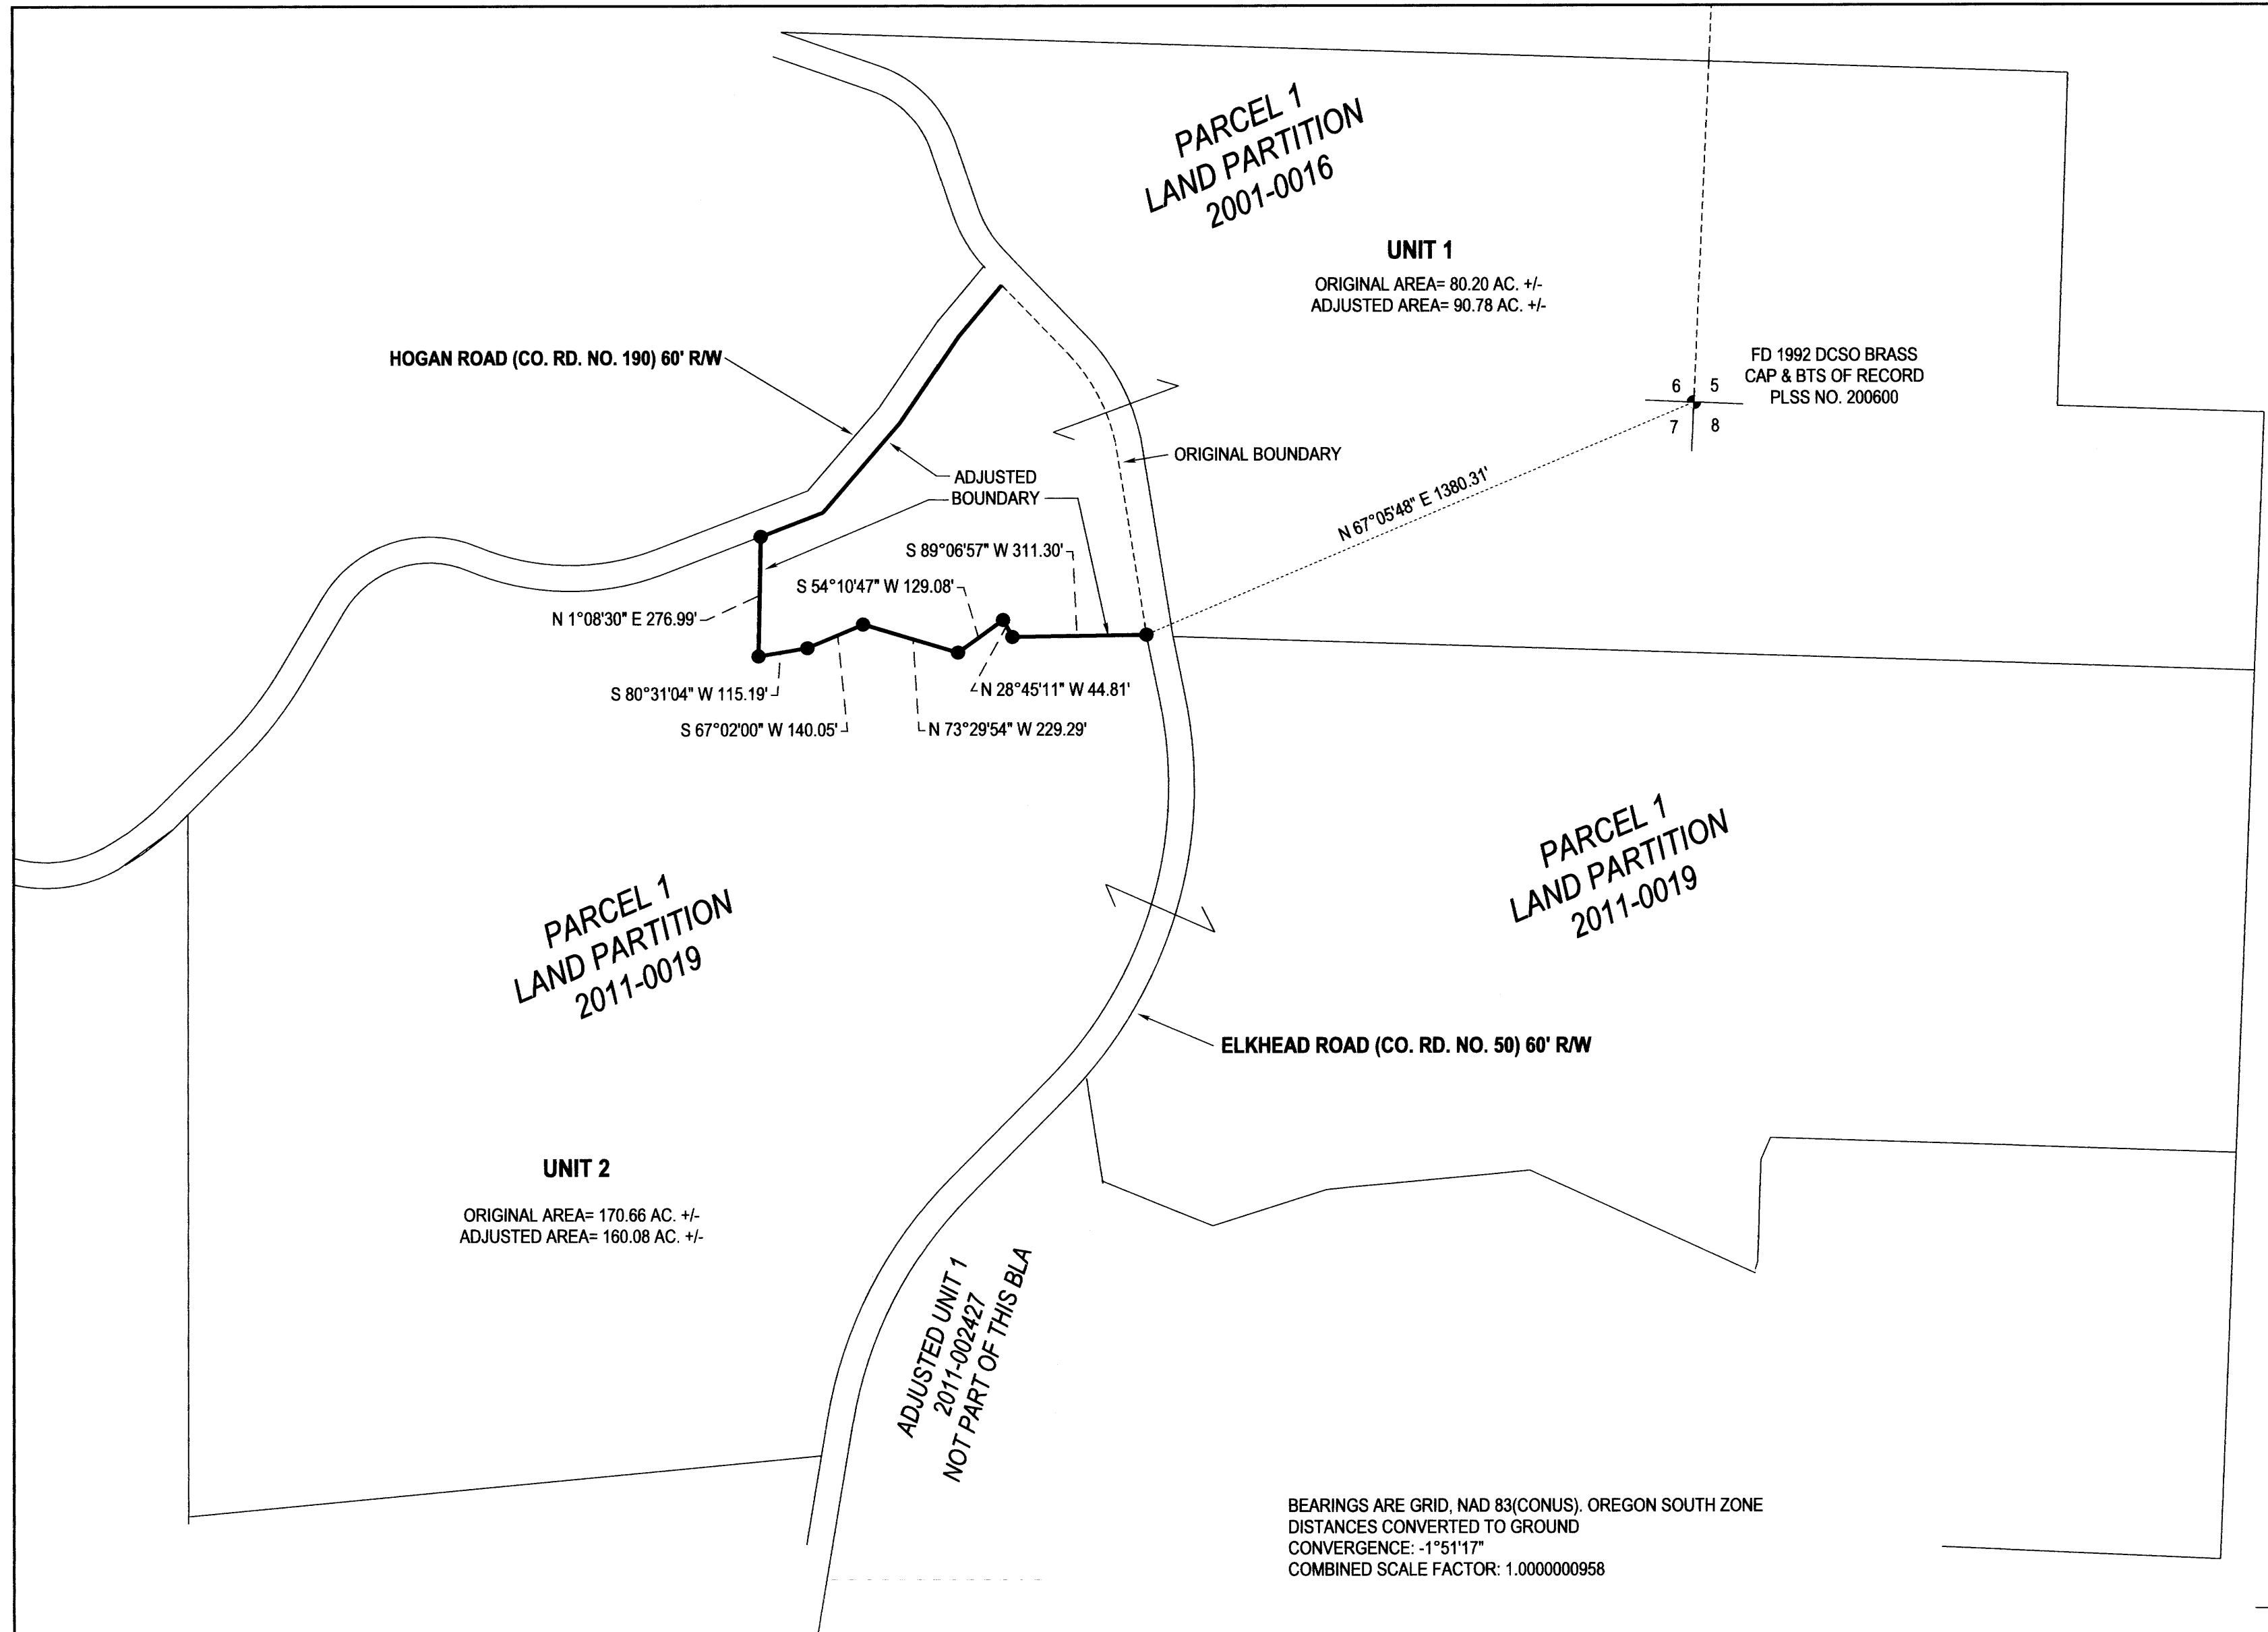 PARCEL 1
LAND PARTITION
2001-0016
UNIT 1
ORIGINAL AREA= 80.20 AC. +/-
ADJUSTED AREA= 90.78 AC. +/-
HOGAN ROAD (CO. RD. NO. 190) 60' R/W
FD 1992 DCSO BRASS
CAP & BTS OF RECORD
PLSS NO. 200600
6 5
7 8
ORIGINAL BOUNDARY
ADJUSTED
BOUNDARY
N 67°05'48" E 1380.31'
S 89°06'57" W 311.30'
S 54°10'47" W 129.08'
N 1°08'30" E 276.99'
S 80°31'04" W 115.19'
N 28°45'11" W 44.81'
S 67°02'00" W 140.05'
N 73°29'54" W 229.29'
PARCEL 1
LAND PARTITION
2011-0019
PARCEL 1
LAND PARTITION
2011-0019
ELKHEAD ROAD (CO. RD. NO. 50) 60' R/W
UNIT 2
ORIGINAL AREA= 170.66 AC. +/-
ADJUSTED AREA= 160.08 AC. +/-
ADJUSTED UNIT 1
2011-002427
NOT PART OF THIS BLA
BEARINGS ARE GRID, NAD 83(CONUS). OREGON SOUTH ZONE
DISTANCES CONVERTED TO GROUND
CONVERGENCE: -1°51'17"
COMBINED SCALE FACTOR: 1.0000000958